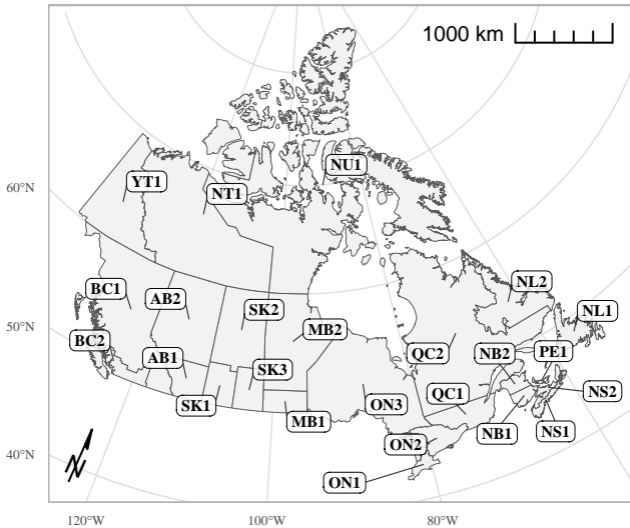 1000 km
NU1
YT1
NT1
60°N
BC1
AB2
SK2
NL2
NL1
50°N
BC2
MB2
AB1
SK3
QC2
NB2
PE1
SK1
MB1
ON3
QC1
NS2
NB1
NS1
ON2
40°N
N
ON1
120°W
100°W
80°W